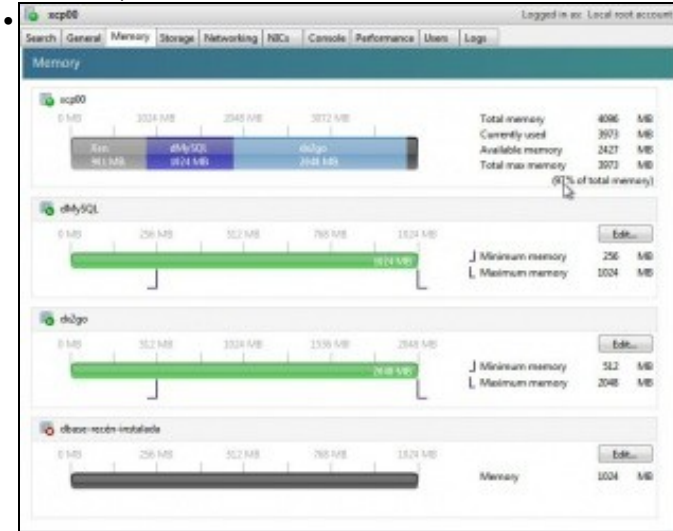 xcp00
Logged in as: Local root account
Search General Memory Storage Networking NICs Console Performance Users Logs
Memory
xcp00
0 MB 1024 MB 2048 MB 3072 MB
Xen dMySQL ds2go
901 MB 1024 MB 2048 MB
Total memory 4096 MB
Currently used 3973 MB
Available memory 2427 MB
Total max memory 3973 MB
(97% of total memory)
dMySQL
0 MB 256 MB 512 MB 768 MB 1024 MB
1024 MB
Edit...
Minimum memory 256 MB
Maximum memory 1024 MB
ds2go
0 MB 512 MB 1024 MB 1536 MB 2048 MB
2048 MB
Edit...
Minimum memory 512 MB
Maximum memory 2048 MB
dbase-recén-instalada
0 MB 256 MB 512 MB 768 MB 1024 MB
Edit...
Memory 1024 MB